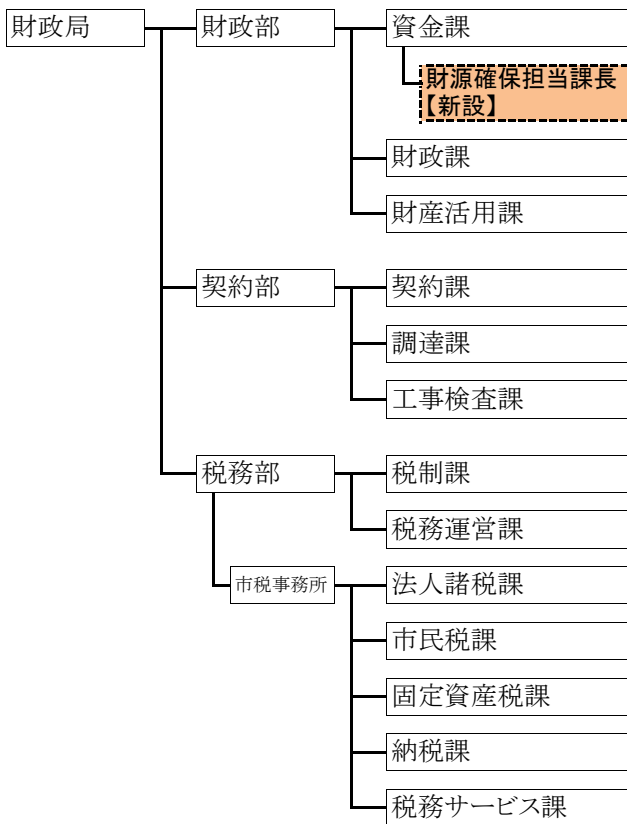 財政局
財政部
資金課
財源確保担当課長
【新設】
財政課
財産活用課
契約部
契約課
調達課
工事検査課
税務部
税制課
税務運営課
市税事務所
法人諸税課
市民税課
固定資産税課
納税課
税務サービス課